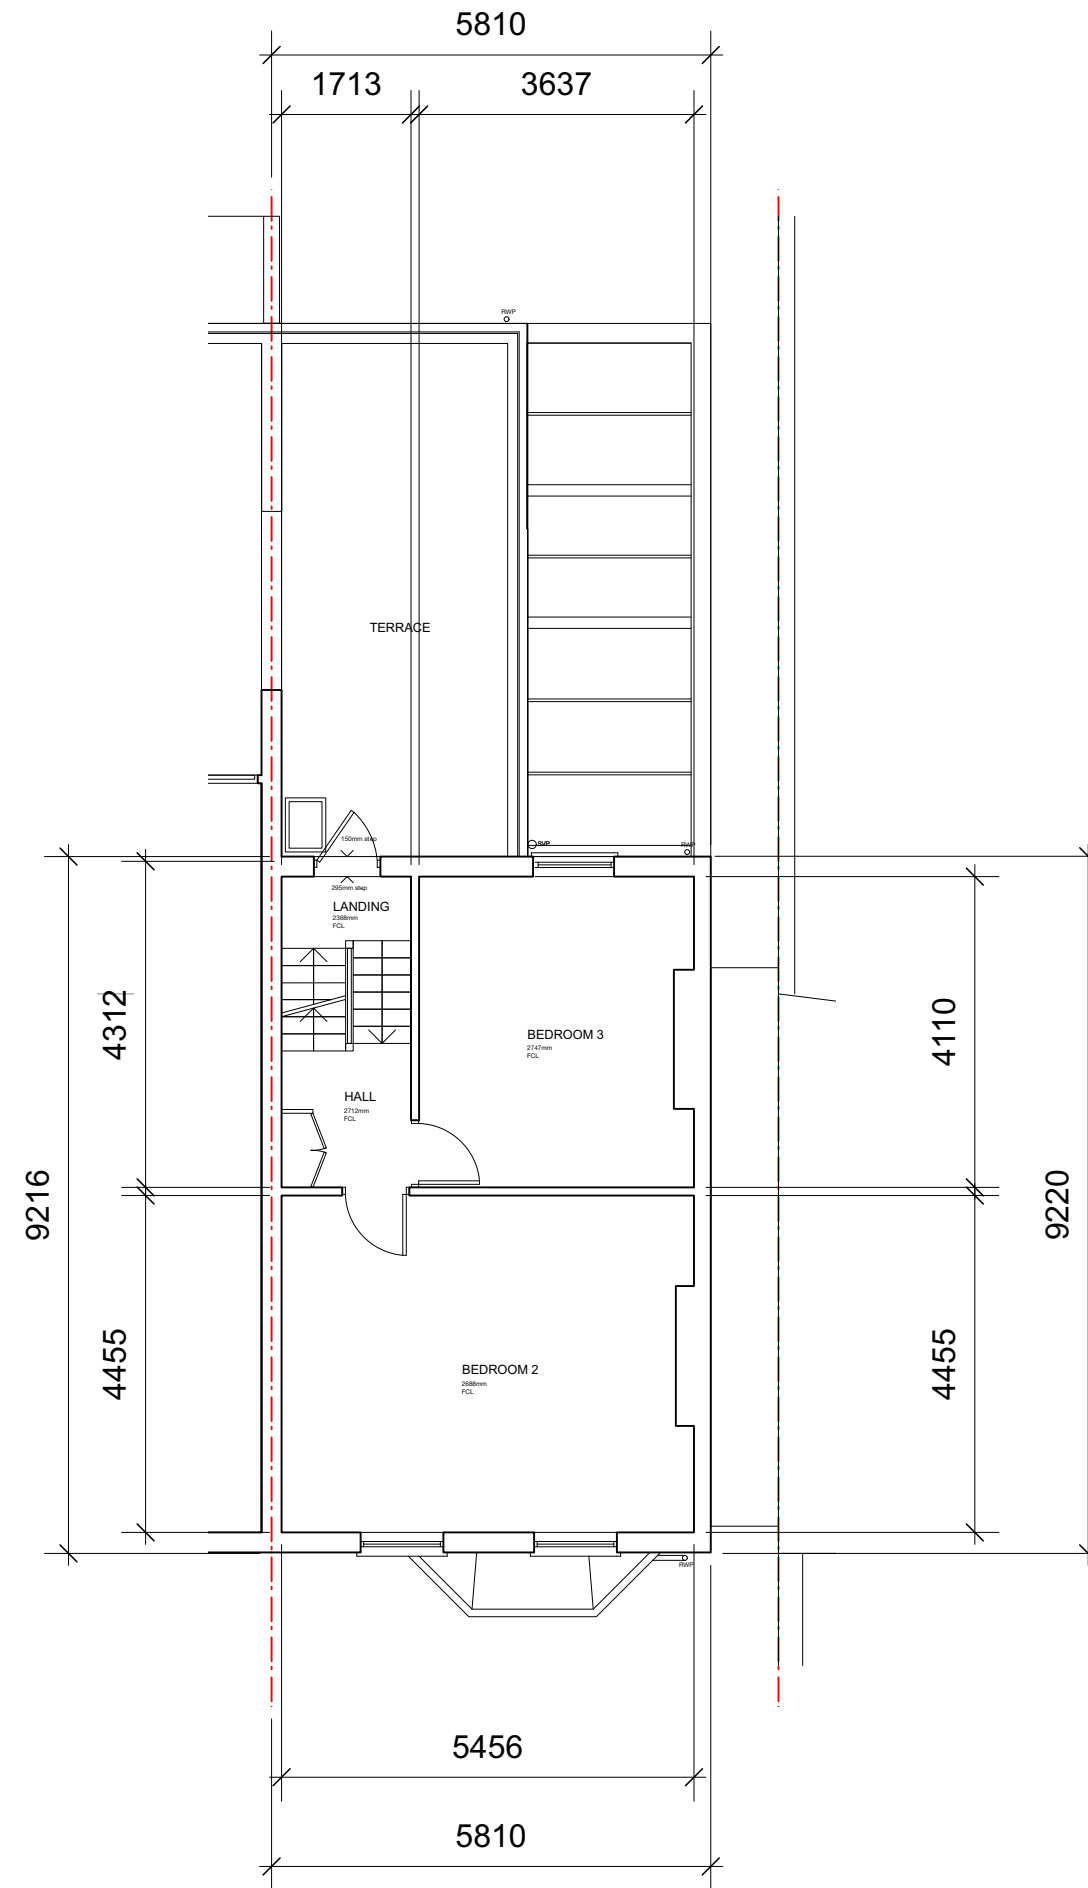 5810
1713
3637
RWP
TERRACE
150mm step
SVP
RWP
295mm step
LANDING
2368mm
FCL
4312
4110
BEDROOM 3
2747mm
FCL
HALL
2712mm
FCL
9216
9220
4455
4455
BEDROOM 2
2688mm
FCL
RWP
5456
5810